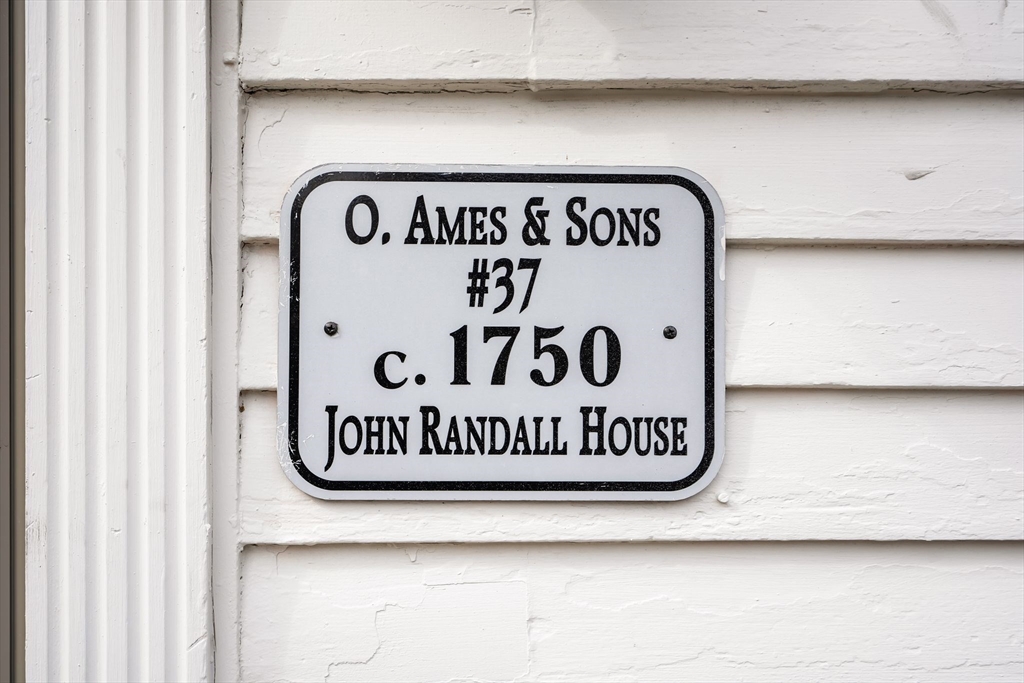 O. Ames & Sons
#37
c. 1750
John Randall House